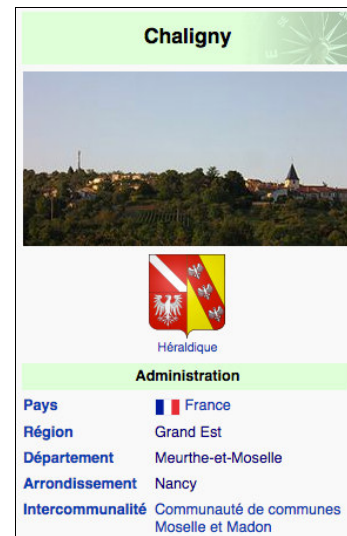 Chaligny
Héraldique
Administration
Pays France
Région Grand Est
Département Meurthe-et-Moselle
Arrondissement Nancy
Intercommunalité Communauté de communes
Moselle et Madon